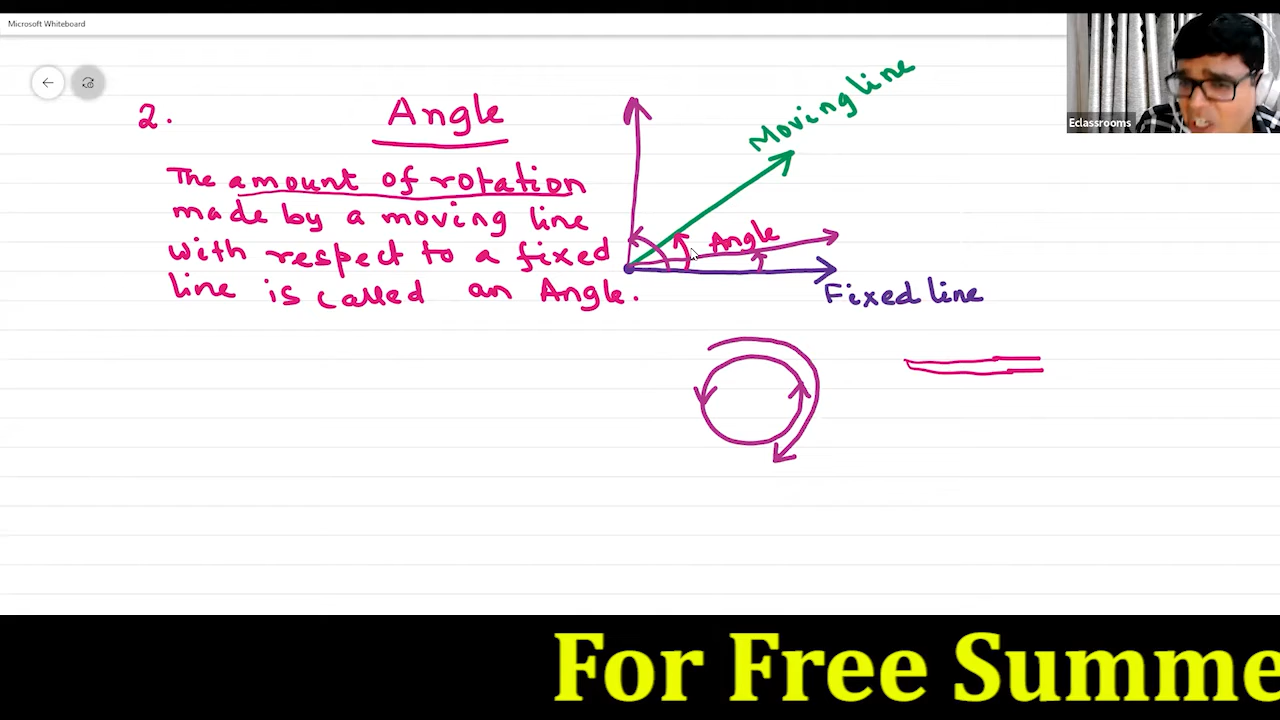 Microsoft Whiteboard
Eclassrooms
2.
Angle
The amount of rotation
made by a moving line
with respect to a fixed
line is called an Angle.
Moving line
Angle
Fixed line
For Free Summe